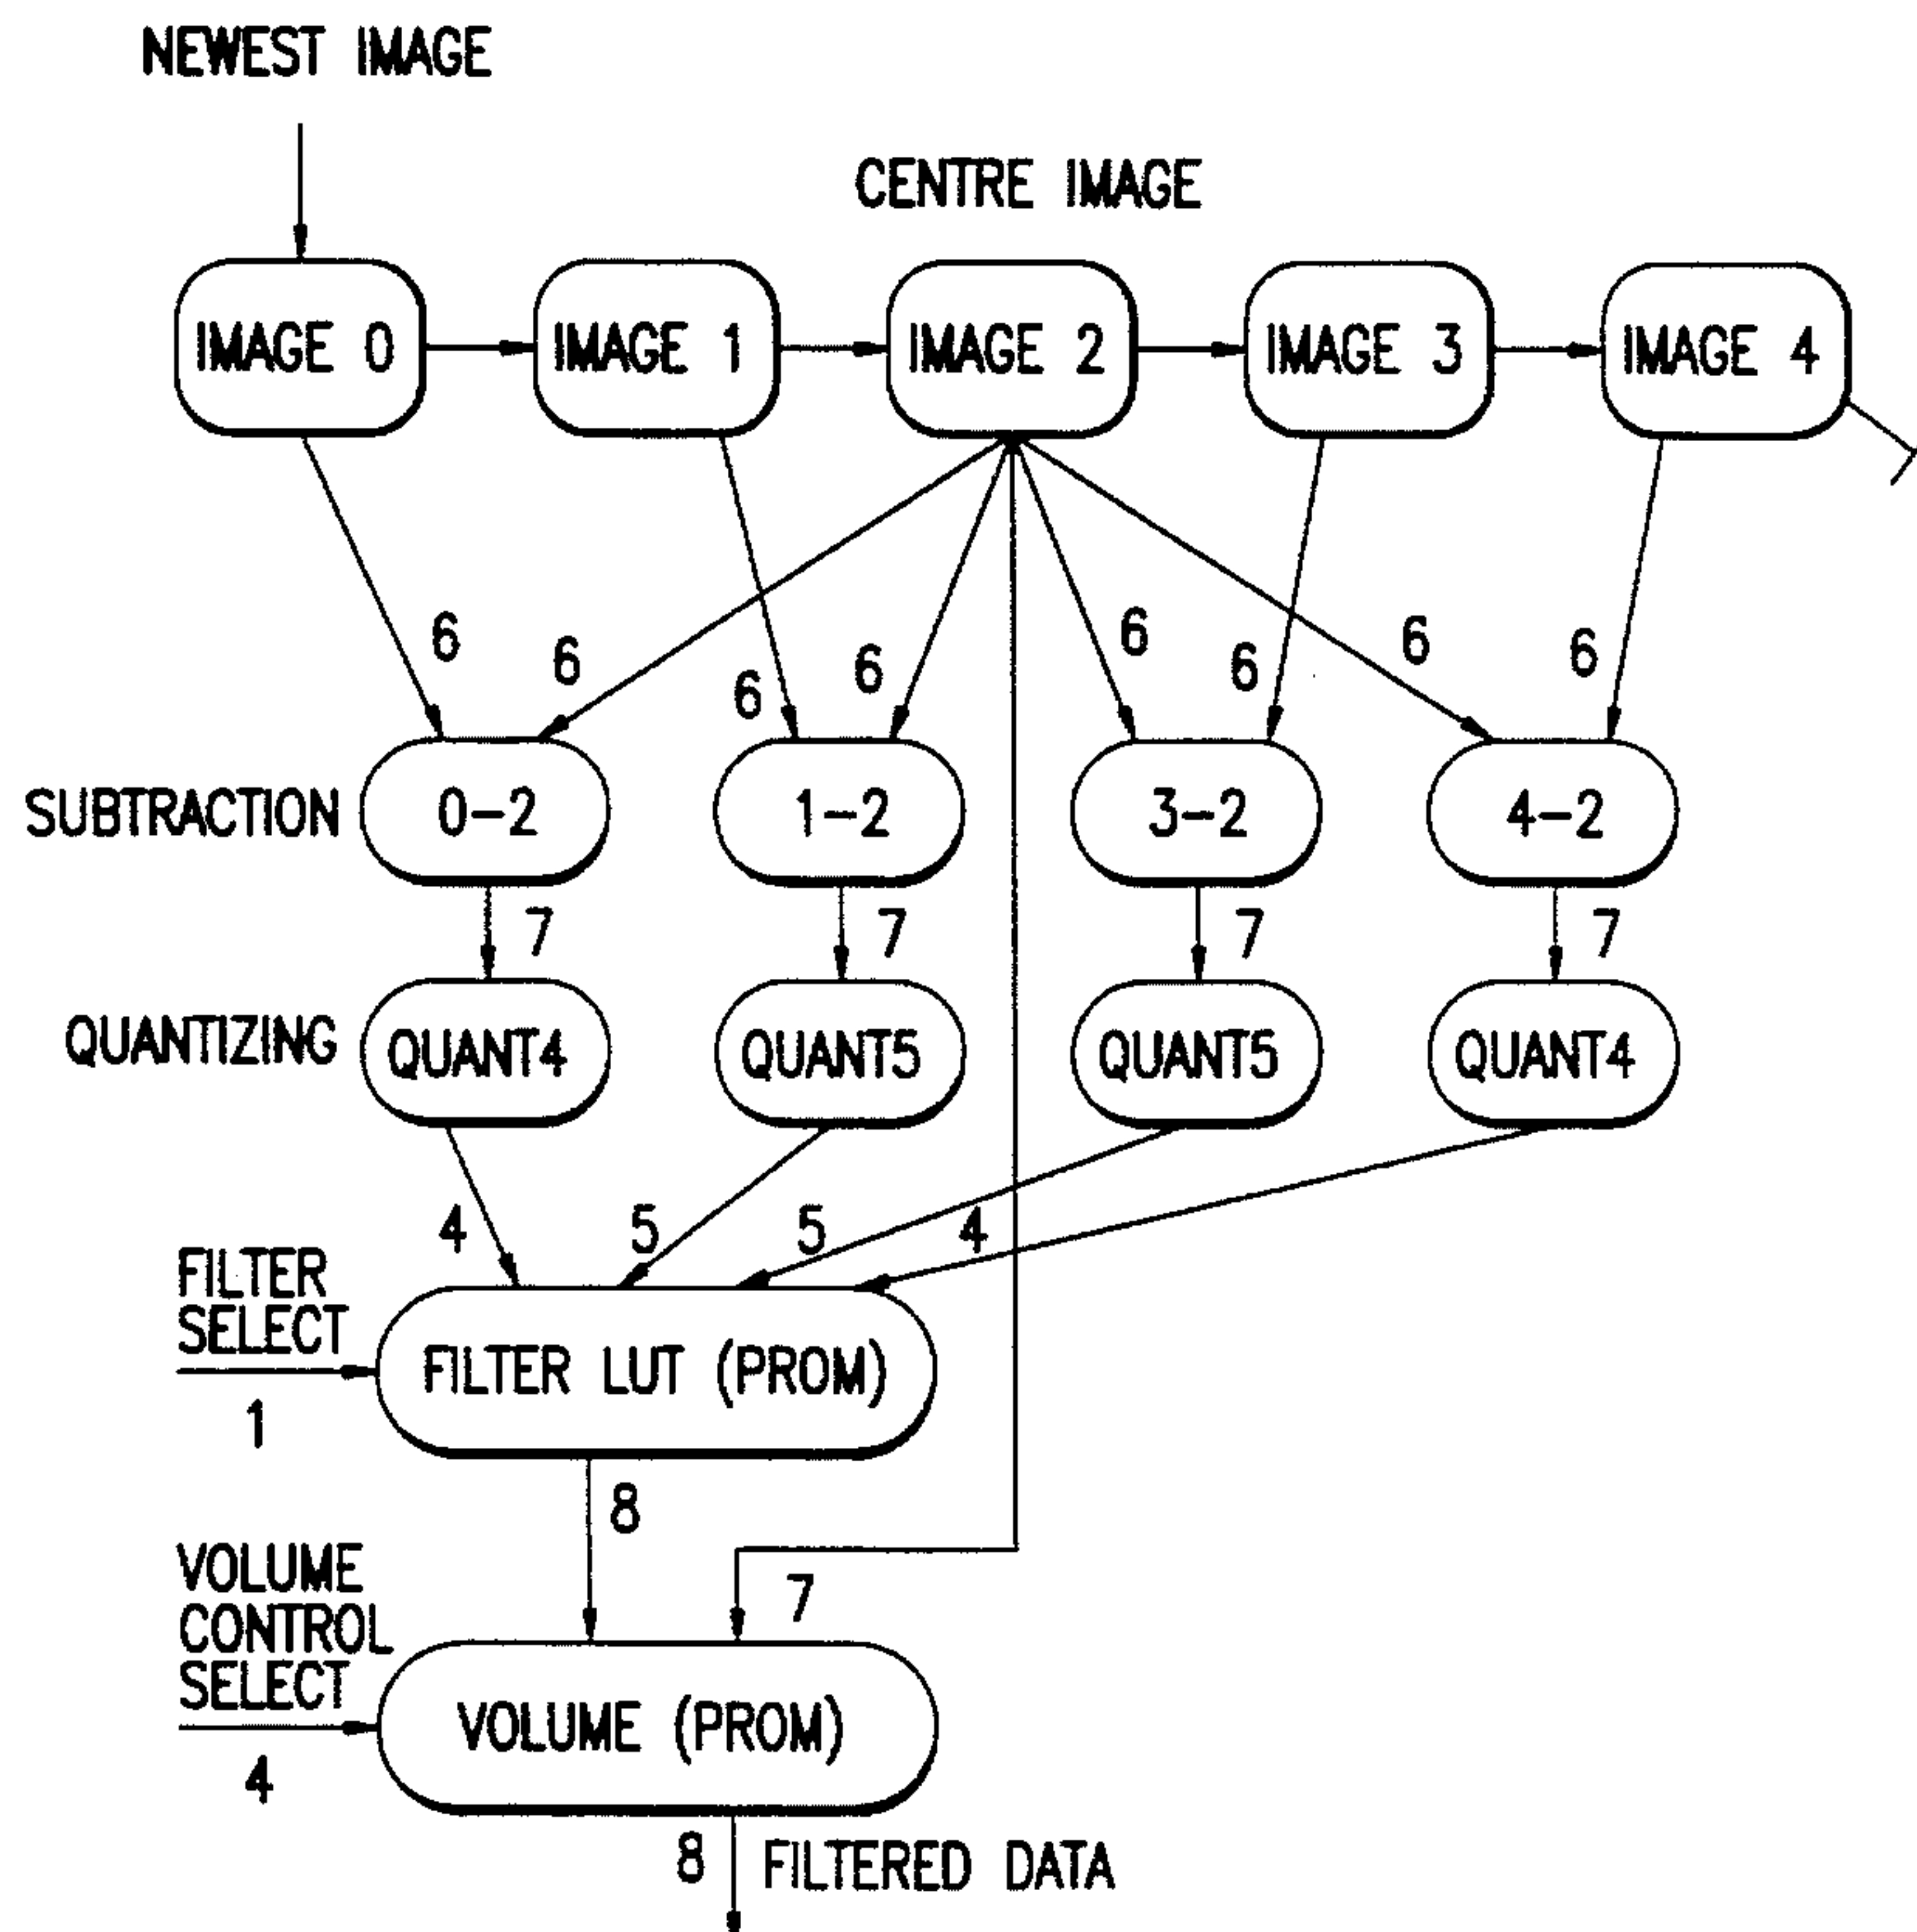 NEWEST IMAGE
CENTRE IMAGE
IMAGE 0
IMAGE 1
IMAGE 2
IMAGE 3
IMAGE 4
6
6
6
6
6
6
6
6
SUBTRACTION
0-2
1-2
3-2
4-2
7
7
7
7
QUANTIZING
QUANT4
QUANT5
QUANT5
QUANT4
4
5
5
4
FILTER
SELECT
1
FILTER LUT (PROM)
8
VOLUME
CONTROL
SELECT
4
7
VOLUME (PROM)
8
FILTERED DATA